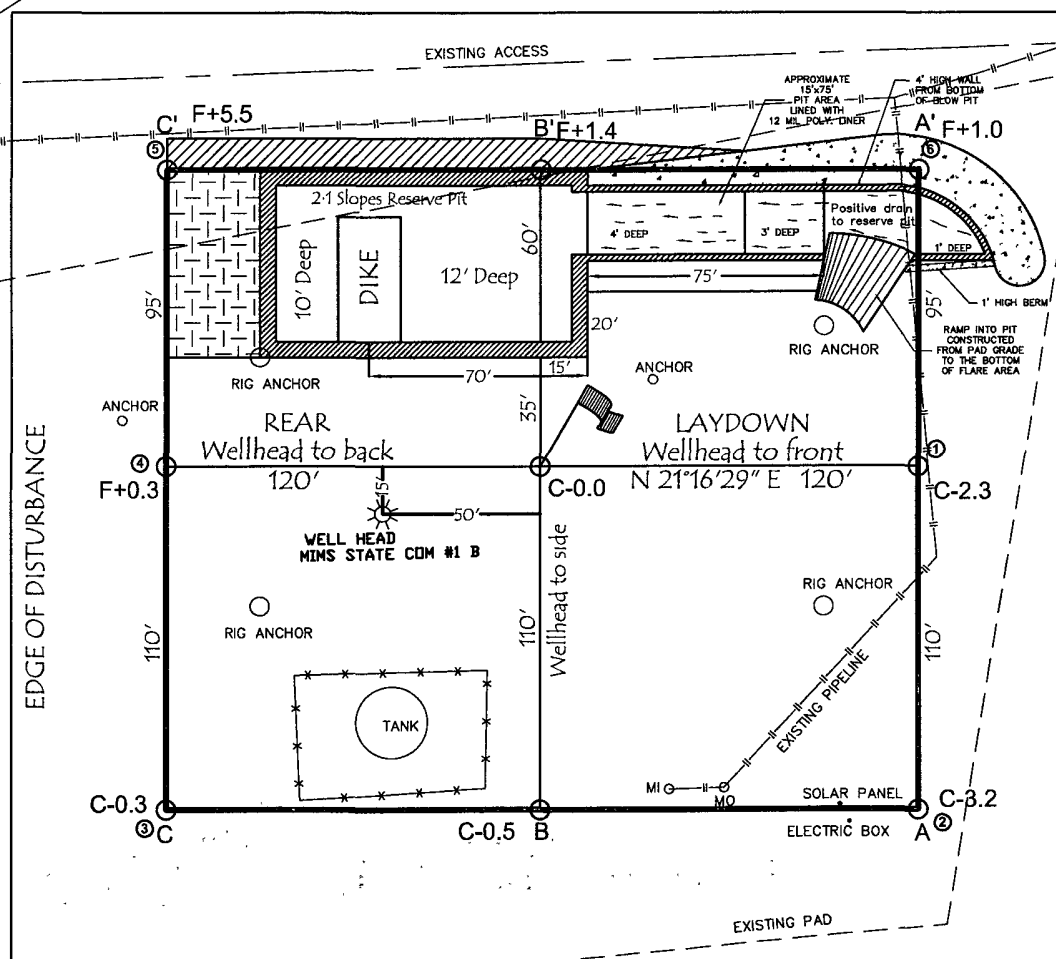 EXISTING ACCESS
APPROXIMATE
15'x75'
PIT AREA
LINED WITH
12 MIL POLY. LINER
4' HIGH WALL
FROM BOTTOM
OF BLOW PIT
C'
F+5.5
B'
F+1.4
A'
F+1.0
5
6
2:1 Slopes Reserve Pit
Positive drain
to reserve pit
10' Deep
DIKE
12' Deep
60'
4' DEEP
3' DEEP
1' DEEP
75'
1' HIGH BERM
95'
95'
20'
RAMP INTO PIT
CONSTRUCTED
FROM PAD GRADE
TO THE BOTTOM
OF FLARE AREA
RIG ANCHOR
15'
70'
RIG ANCHOR
ANCHOR
ANCHOR
35'
REAR
Wellhead to back
120'
LAYDOWN
Wellhead to front
N 21°16'29" E 120'
4
1
F+0.3
C-0.0
C-2.3
15'
50'
WELL HEAD
MIMS STATE COM #1 B
EDGE OF DISTURBANCE
Wellhead to side
RIG ANCHOR
RIG ANCHOR
110'
110'
110'
EXISTING PIPELINE
TANK
MI
MO
SOLAR PANEL
ELECTRIC BOX
C-0.3
3
C
C-0.5
B
C-3.2
A
2
EXISTING PAD